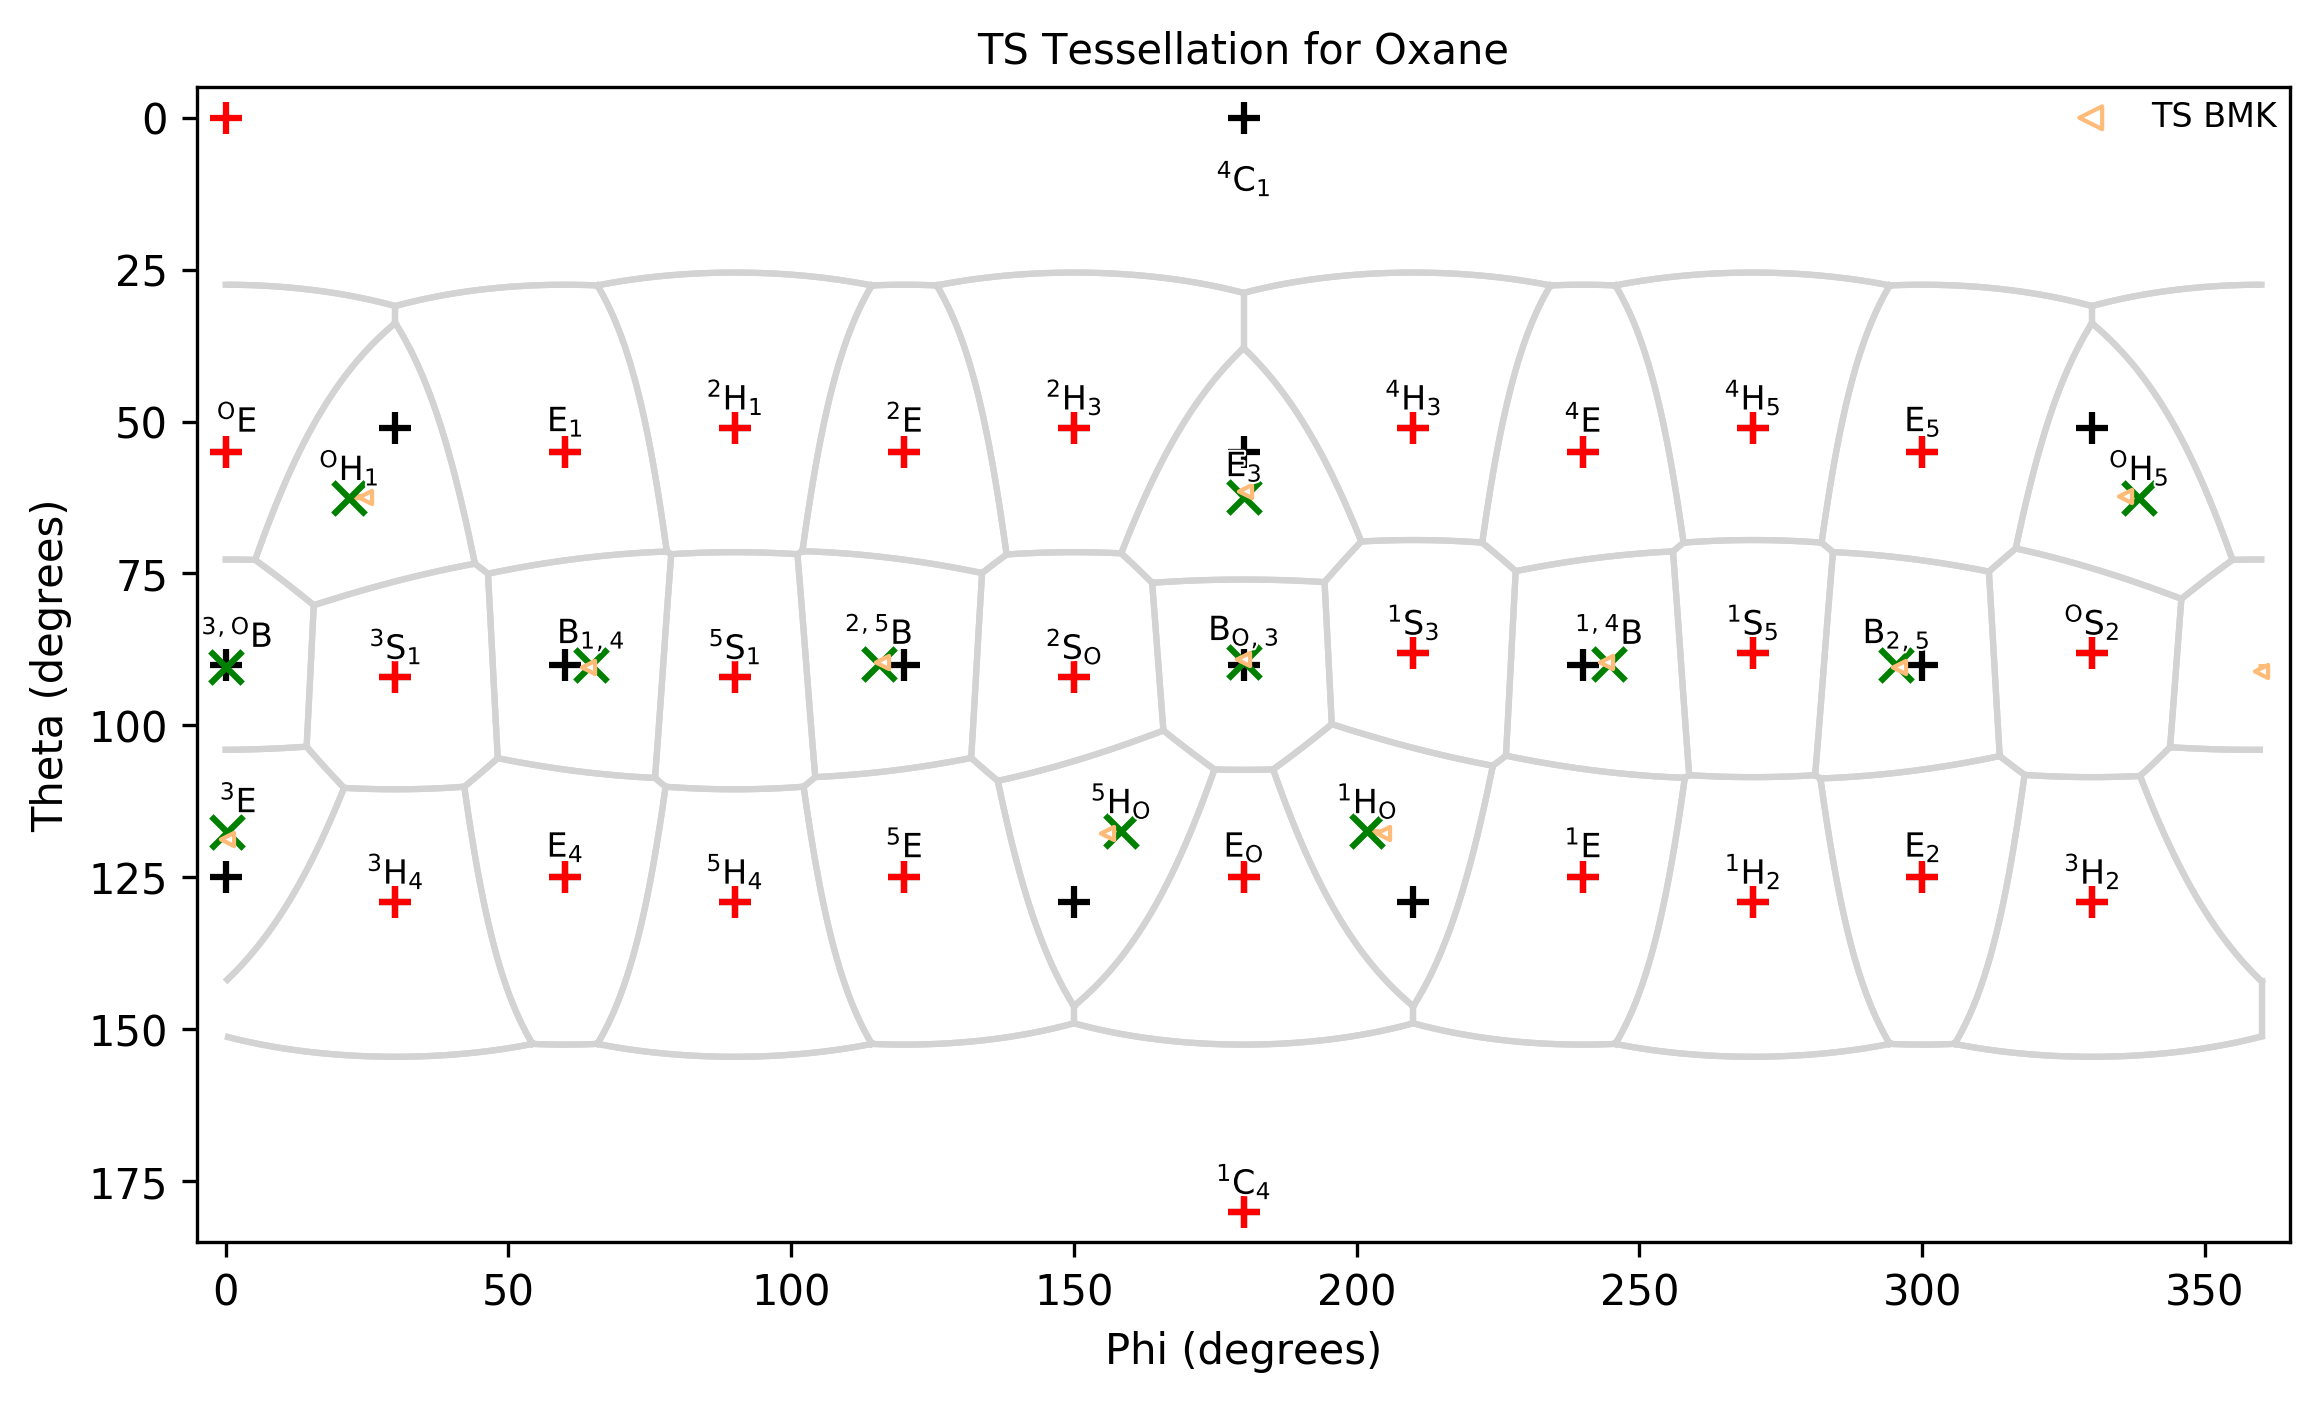 TS Tessellation for Oxane
0
25
50
75
100
125
150
175
Theta (degrees)
TS BMK
⁴C₁
ᴼE
ᴼH₁
E₁
²H₁
²E
²H₃
E₃
⁴H₃
⁴E
⁴H₅
E₅
ᴼH₅
³,ᴼB
³S₁
B₁,₄
⁵S₁
²,⁵B
²Sₒ
Bₒ,₃
¹S₃
¹,⁴B
¹S₅
B₂,₅
ᴼS₂
³E
³H₄
E₄
⁵H₄
⁵E
⁵Hₒ
Eₒ
¹Hₒ
¹E
¹H₂
E₂
³H₂
¹C₄
0 50 100 150 200 250 300 350
Phi (degrees)